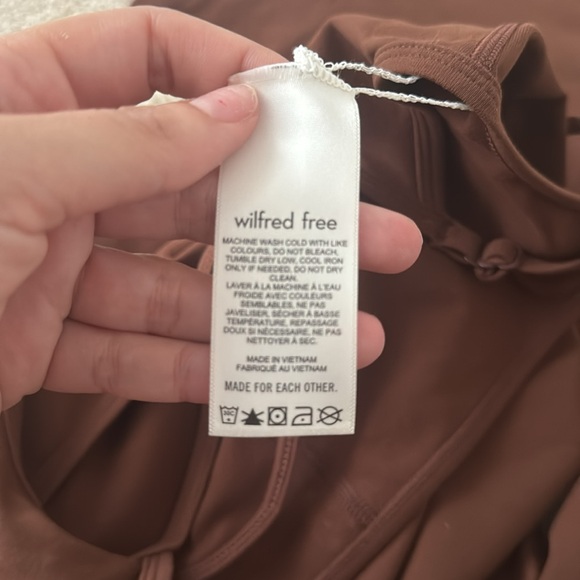 wilfred free
MACHINE WASH COLD WITH LIKE
COLOURS, DO NOT BLEACH,
TUMBLE DRY LOW, COOL IRON
ONLY IF NEEDED, DO NOT DRY
CLEAN.
LAVER À LA MACHINE À L'EAU
FROIDE AVEC COULEURS
SEMBLABLES, NE PAS
JAVELISER, SÉCHER À BASSE
TEMPÉRATURE, REPASSAGE
DOUX SI NÉCESSAIRE, NE PAS
NETTOYER À SEC.
MADE IN VIETNAM
FABRIQUÉ AU VIETNAM
MADE FOR EACH OTHER.
30C